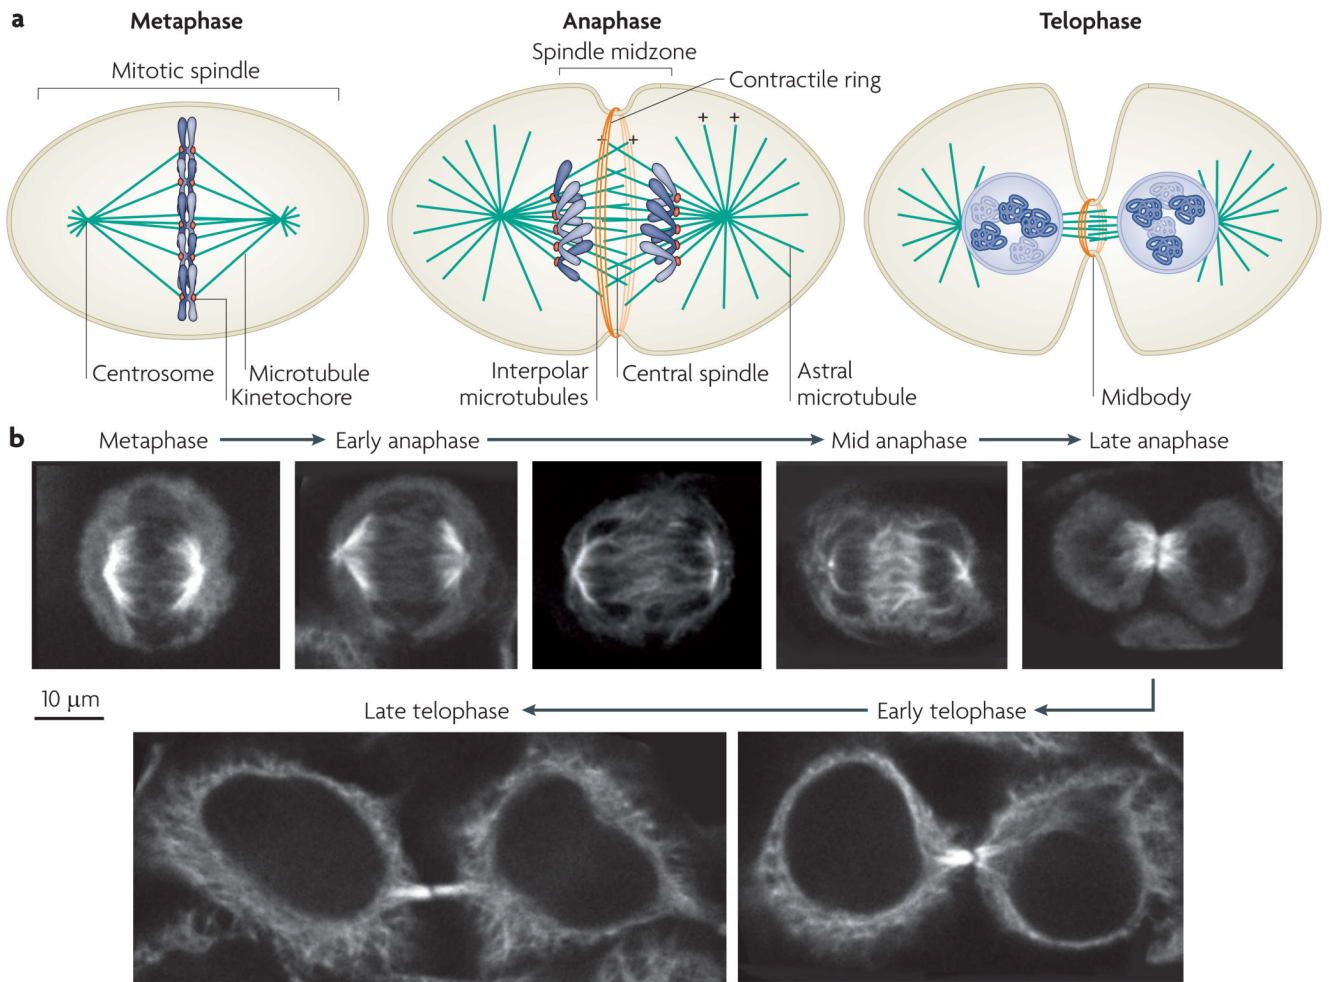 a
Metaphase
Anaphase
Telophase
Mitotic spindle
Spindle midzone
Contractile ring
+ +
– +
Centrosome
Microtubule
Kinetochore
Interpolar
microtubules
Central spindle
Astral
microtubule
Midbody
b
Metaphase
Early anaphase
Mid anaphase
Late anaphase
10 μm
Late telophase
Early telophase